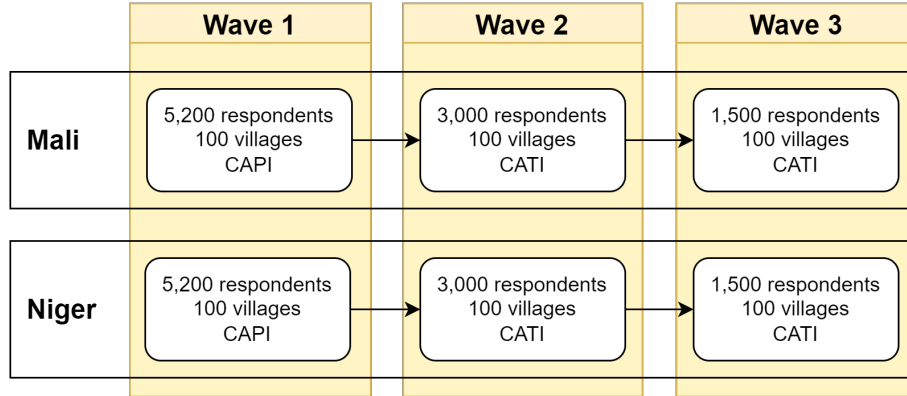 Wave 1
Wave 2
Wave 3
Mali
5,200 respondents
100 villages
CAPI
3,000 respondents
100 villages
CATI
1,500 respondents
100 villages
CATI
Niger
5,200 respondents
100 villages
CAPI
3,000 respondents
100 villages
CATI
1,500 respondents
100 villages
CATI